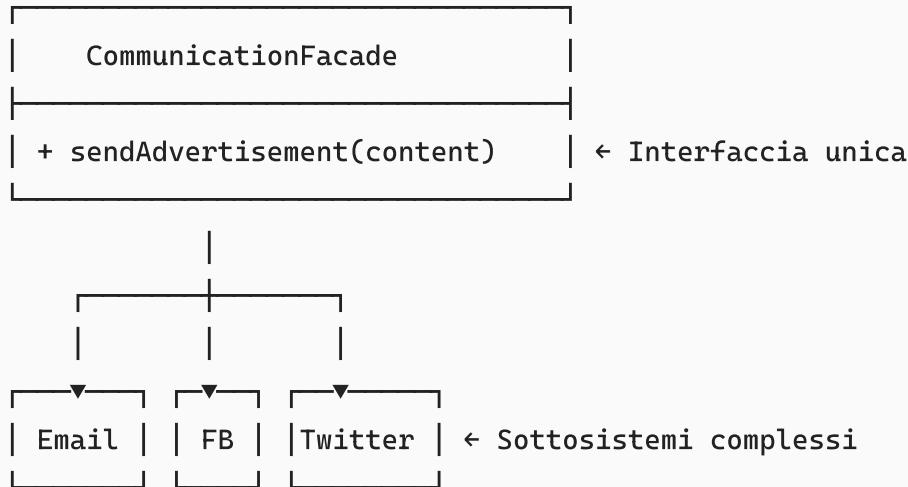 CommunicationFacade
+ sendAdvertisement(content) ← Interfaccia unica
Email FB Twitter ← Sottosistemi complessi